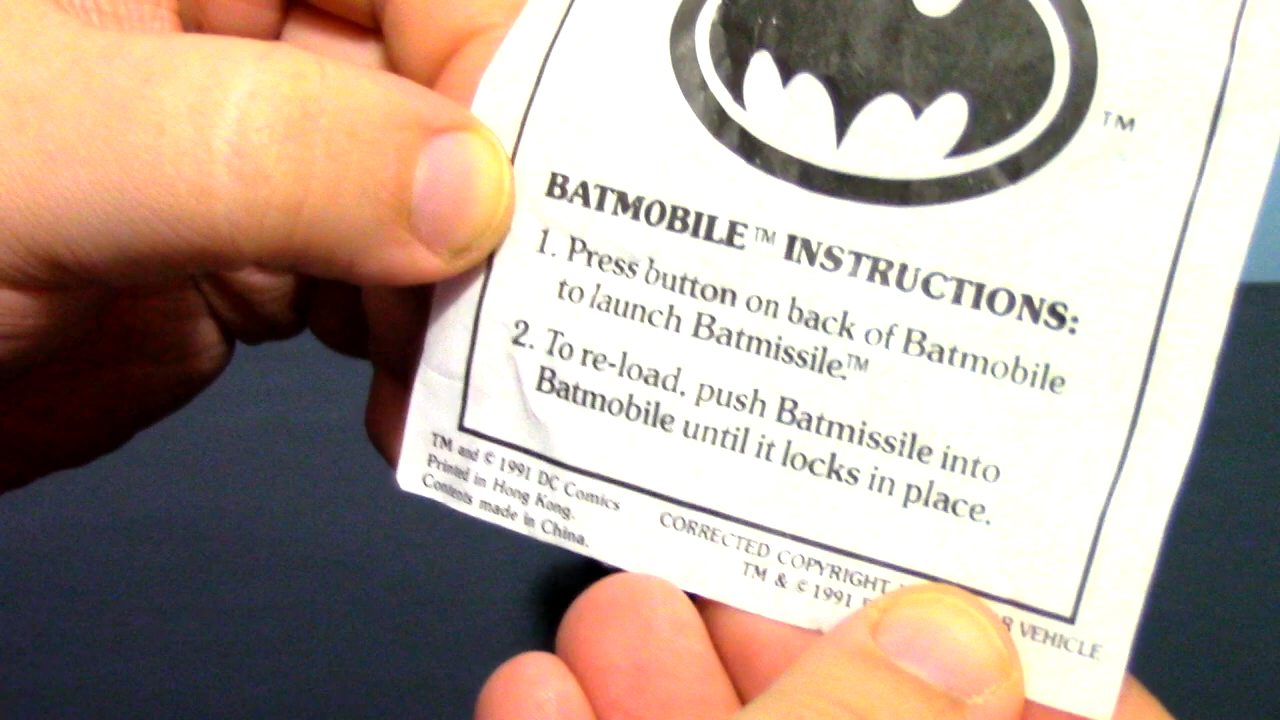 TM
BATMOBILE™ INSTRUCTIONS:
1. Press button on back of Batmobile
to launch Batmissile.™
2. To re-load, push Batmissile into
Batmobile until it locks in place.
TM and © 1991 DC Comics
Printed in Hong Kong.
Contents made in China.
CORRECTED COPYRIGHT VEHICLE
TM & © 1991